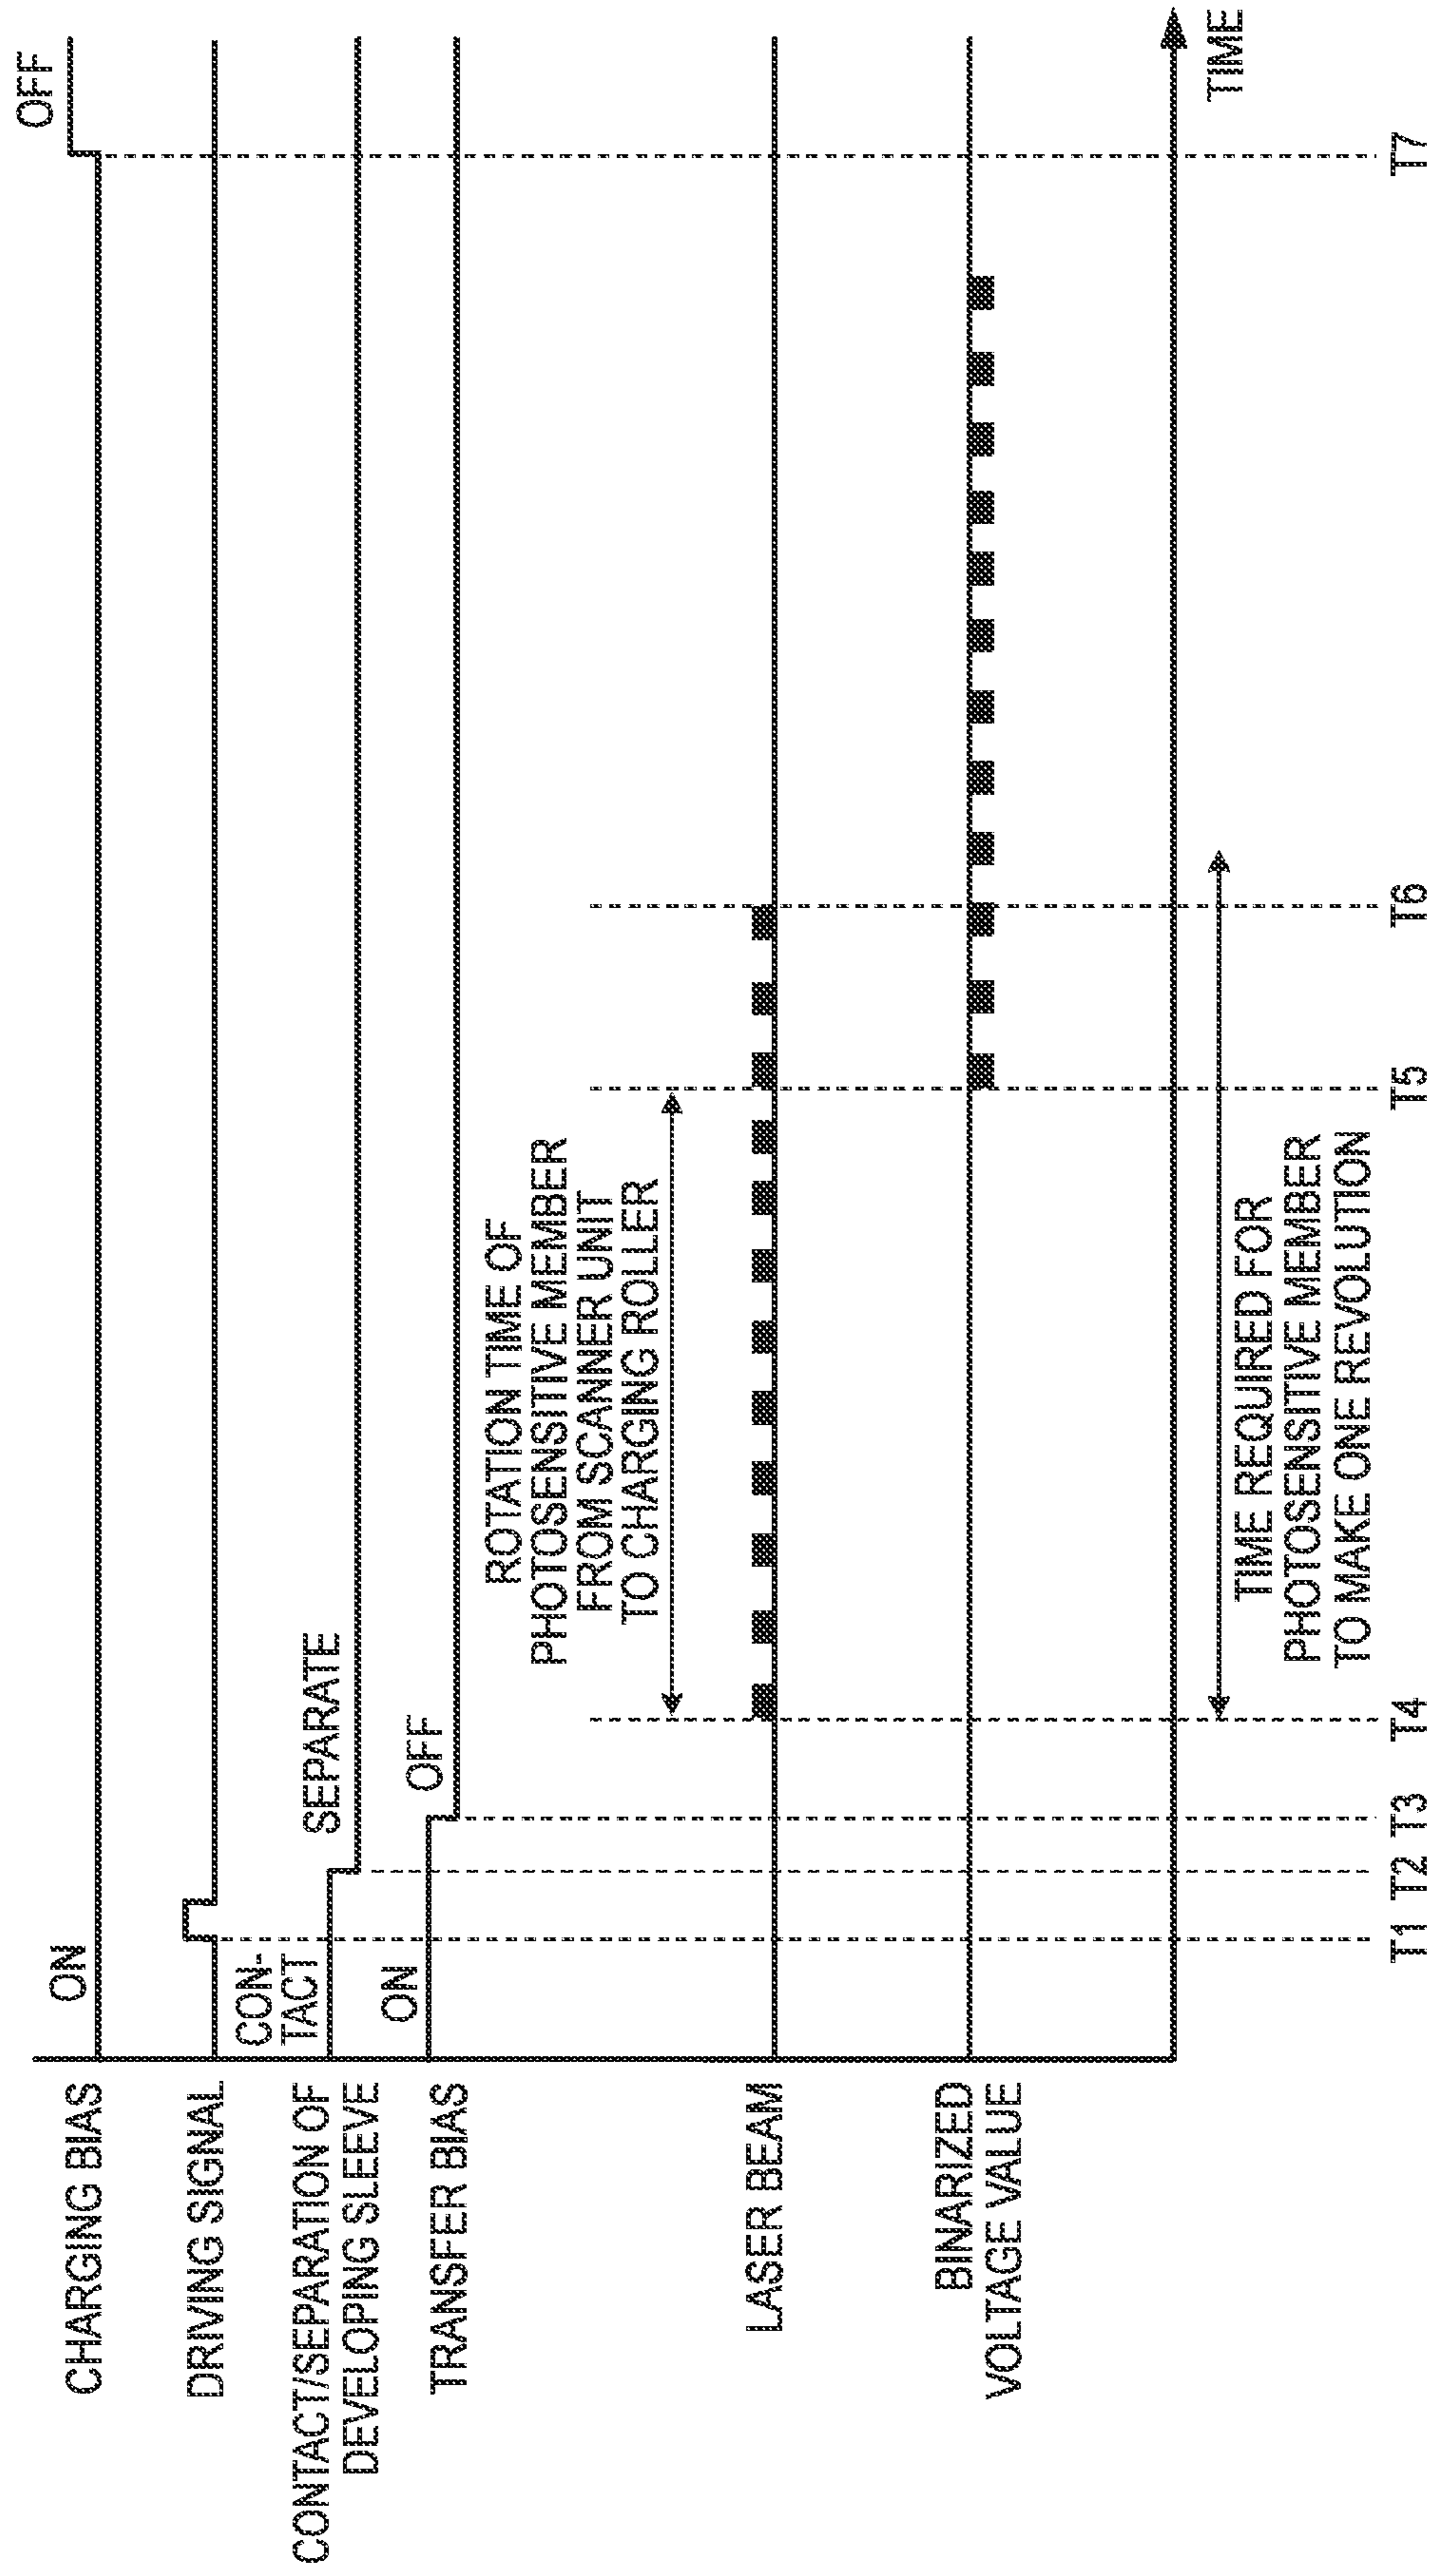 CHARGING BIAS
ON
OFF
DRIVING SIGNAL
CONTACT/SEPARATION OF
DEVELOPING SLEEVE
CON-
TACT
SEPARATE
TRANSFER BIAS
ON
OFF
ROTATION TIME OF
PHOTOSENSITIVE MEMBER
FROM SCANNER UNIT
TO CHARGING ROLLER
LASER BEAM
BINARIZED
VOLTAGE VALUE
TIME
TIME REQUIRED FOR
PHOTOSENSITIVE MEMBER
TO MAKE ONE REVOLUTION
T1 T2 T3 T4 T5 T6 T7